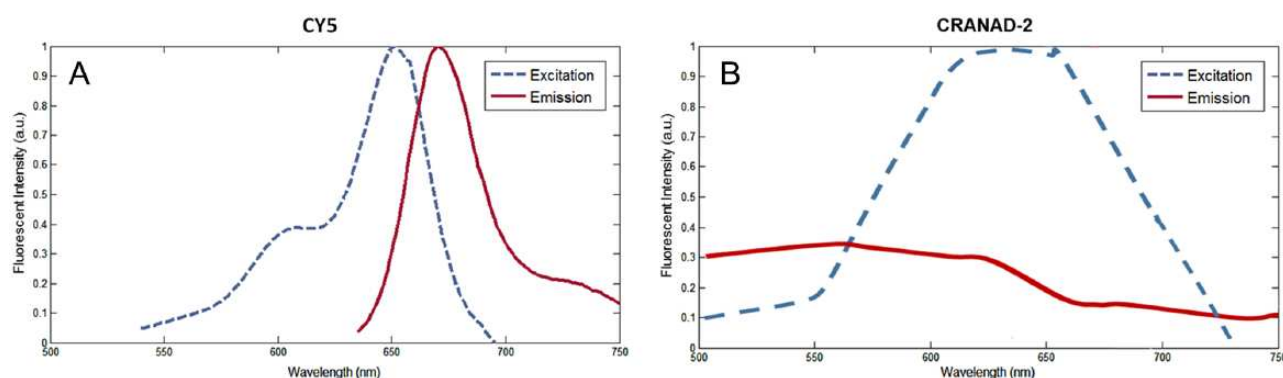 CY5
A
Excitation
Emission
Fluorescent Intensity (a.u.)
1
0.9
0.8
0.7
0.6
0.5
0.4
0.3
0.2
0.1
0
500
550
600
650
700
750
Wavelength (nm)
CRANAD-2
B
Excitation
Emission
Fluorescent Intensity (a.u.)
1
0.9
0.8
0.7
0.6
0.5
0.4
0.3
0.2
0.1
0
500
550
600
650
700
750
Wavelength (nm)